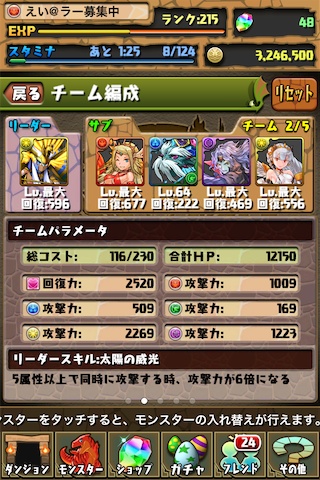 えい@ラー募集中
ランク:215
48
EXP
スタミナ あと 1:25 8/124
3,246,500
戻る チーム編成 リセット
リーダー サブ チーム 2/5
Lv.最大 Lv.最大 Lv.64 Lv.最大 Lv.最大
回復:596 回復:677 回復:222 回復:469 回復:556
チームパラメータ
総コスト: 116/230 合計HP: 12150
回復力: 2520 攻撃力: 1009
攻撃力: 0 攻撃力: 169
攻撃力: 2269 攻撃力: 1223
リーダースキル:太陽の威光
5属性以上で同時に攻撃する時、攻撃力が6倍になる
ンスターをタッチすると、モンスターの入れ替えが行えます。
24
ダンジョン モンスター ショップ ガチャ フレンド その他